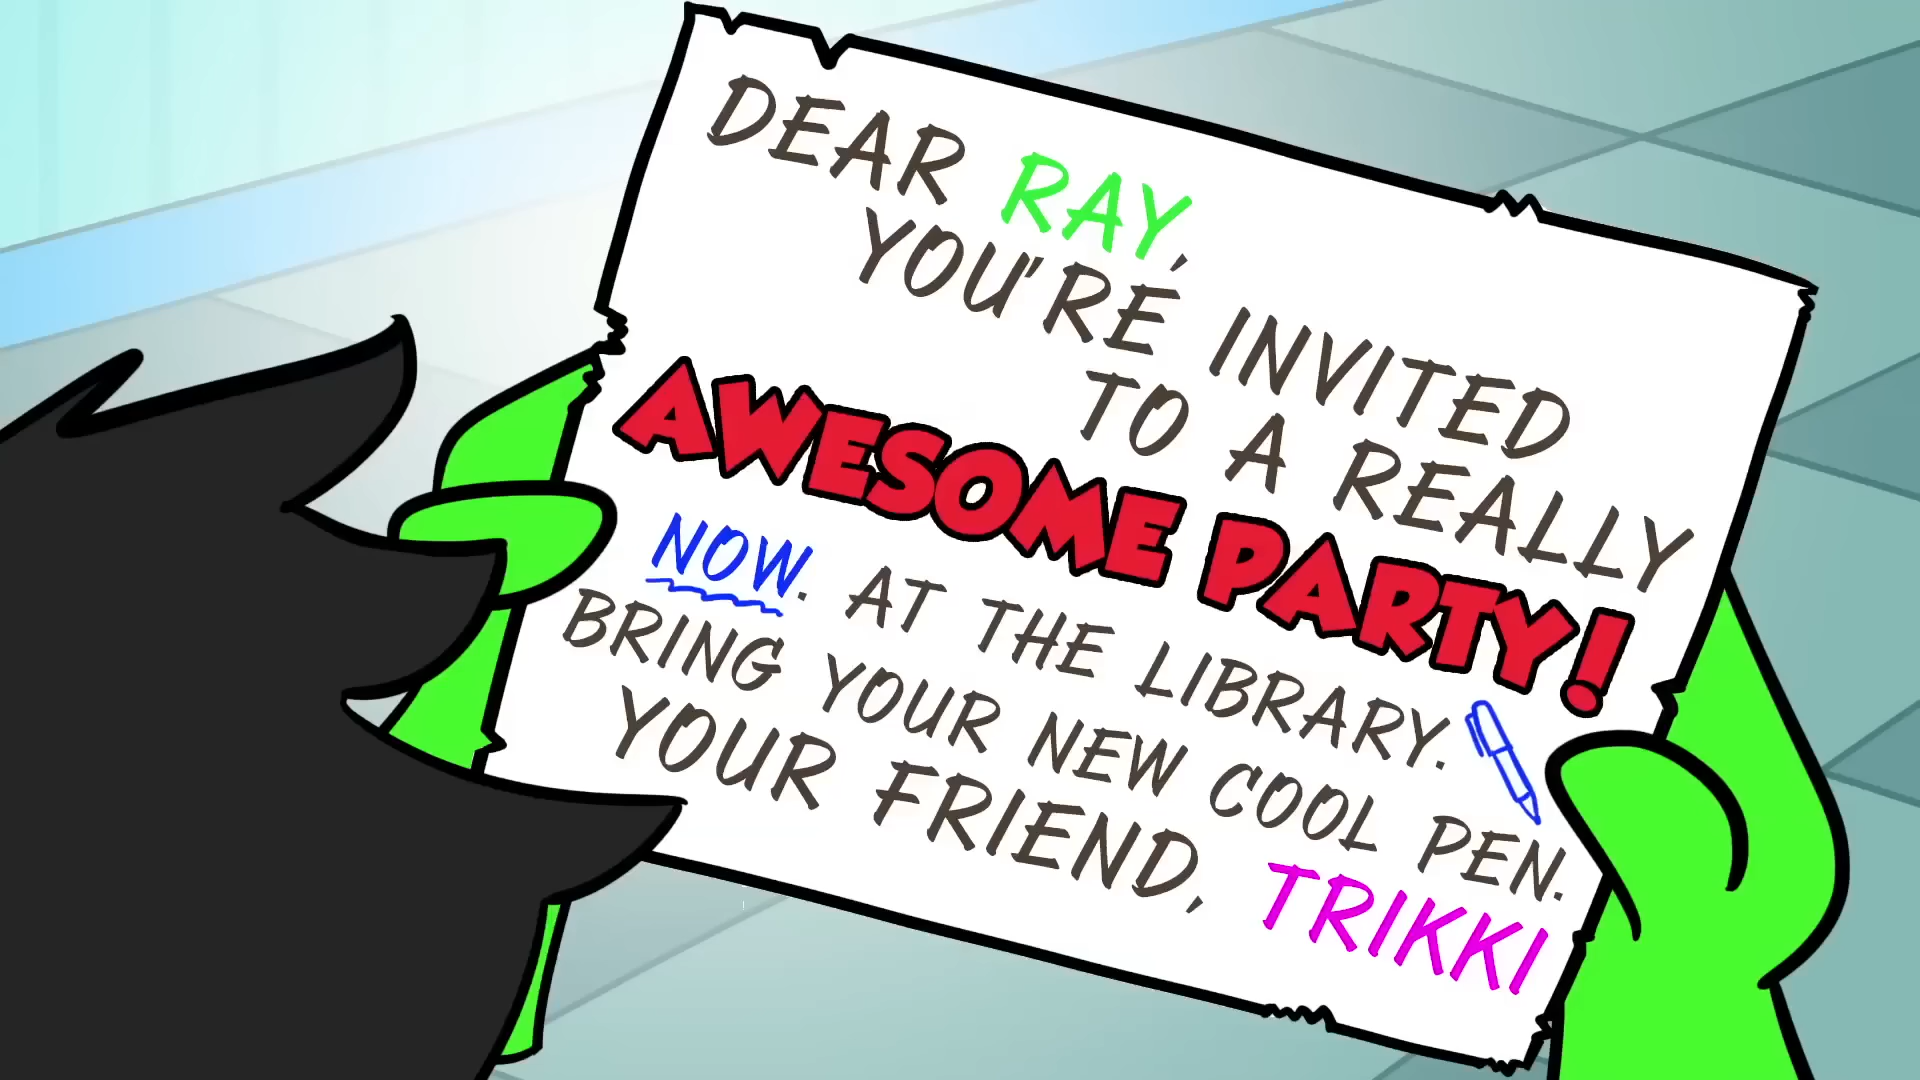 DEAR RAY,
YOU'RE INVITED
TO A REALLY
AWESOME PARTY!
NOW. AT THE LIBRARY.
BRING YOUR NEW COOL PEN.
YOUR FRIEND, TRIKKI